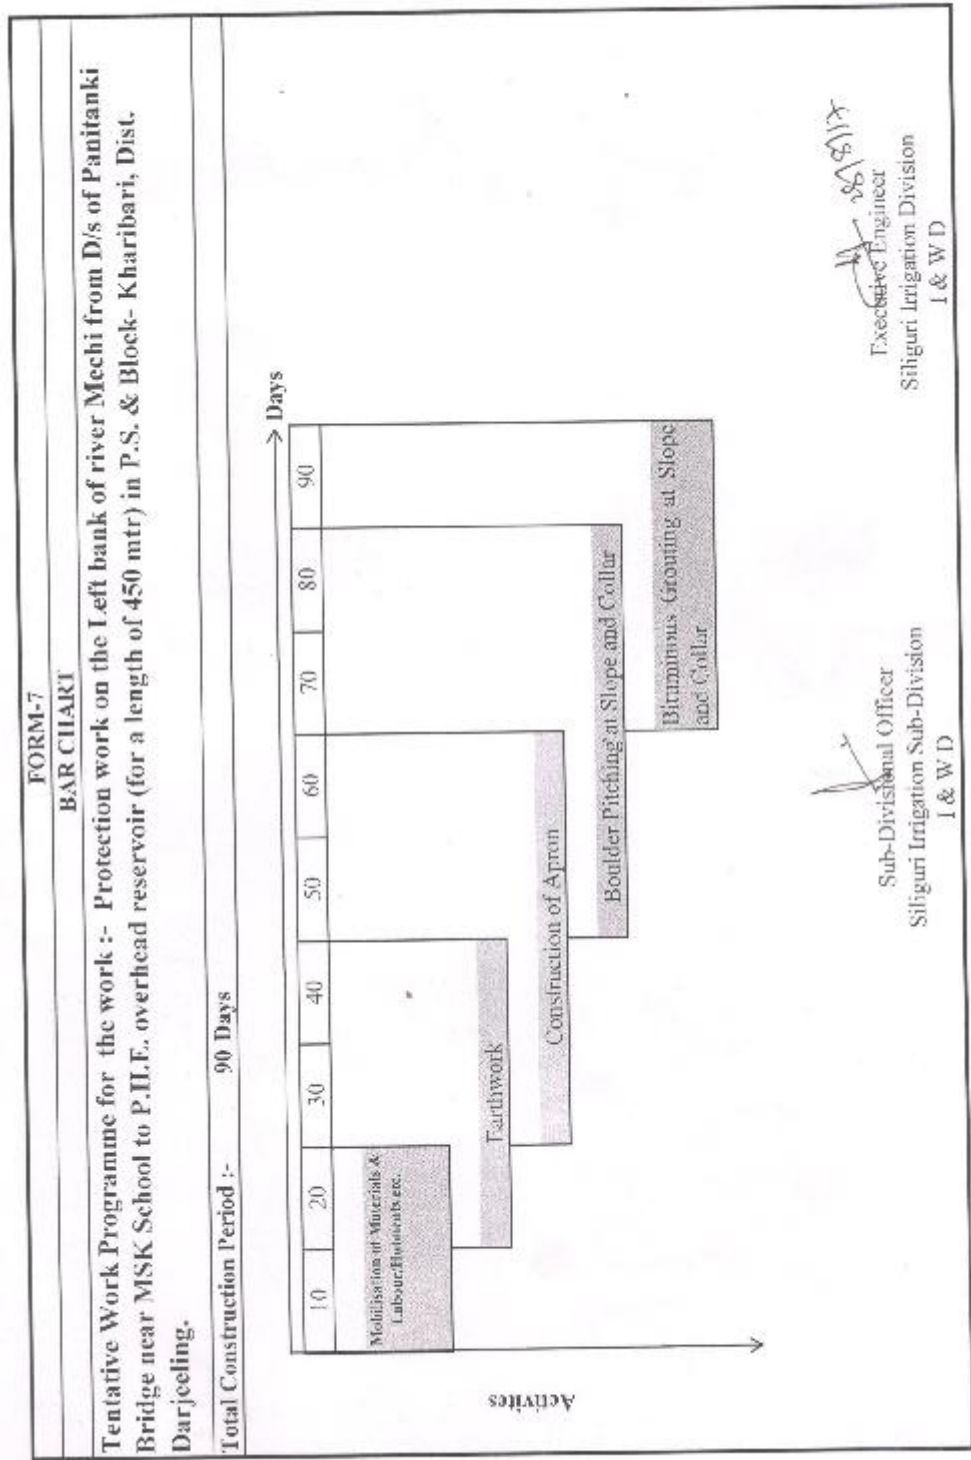 FORM-7
BAR CHART
Tentative Work Programme for the work :- Protection work on the Left bank of river Mechi from D/s of Panitanki
Bridge near MSK School to P.H.E. overhead reservoir (for a length of 450 mtr) in P.S. & Block- Kharibari, Dist.
Darjeeling.
Total Construction Period :- 90 Days
Days
10 20 30 40 50 60 70 80 90
Mobilisation of Materials &
Labour/ etc.
Earthwork
Construction of Apron
Boulder Pitching at Slope and Collar
Bituminous Grouting at Slope
and Collar
Activites
Sub-Divisional Officer
Siliguri Irrigation Sub-Division
I & W D
28/8/17
Executive Engineer
Siliguri Irrigation Division
I & W D